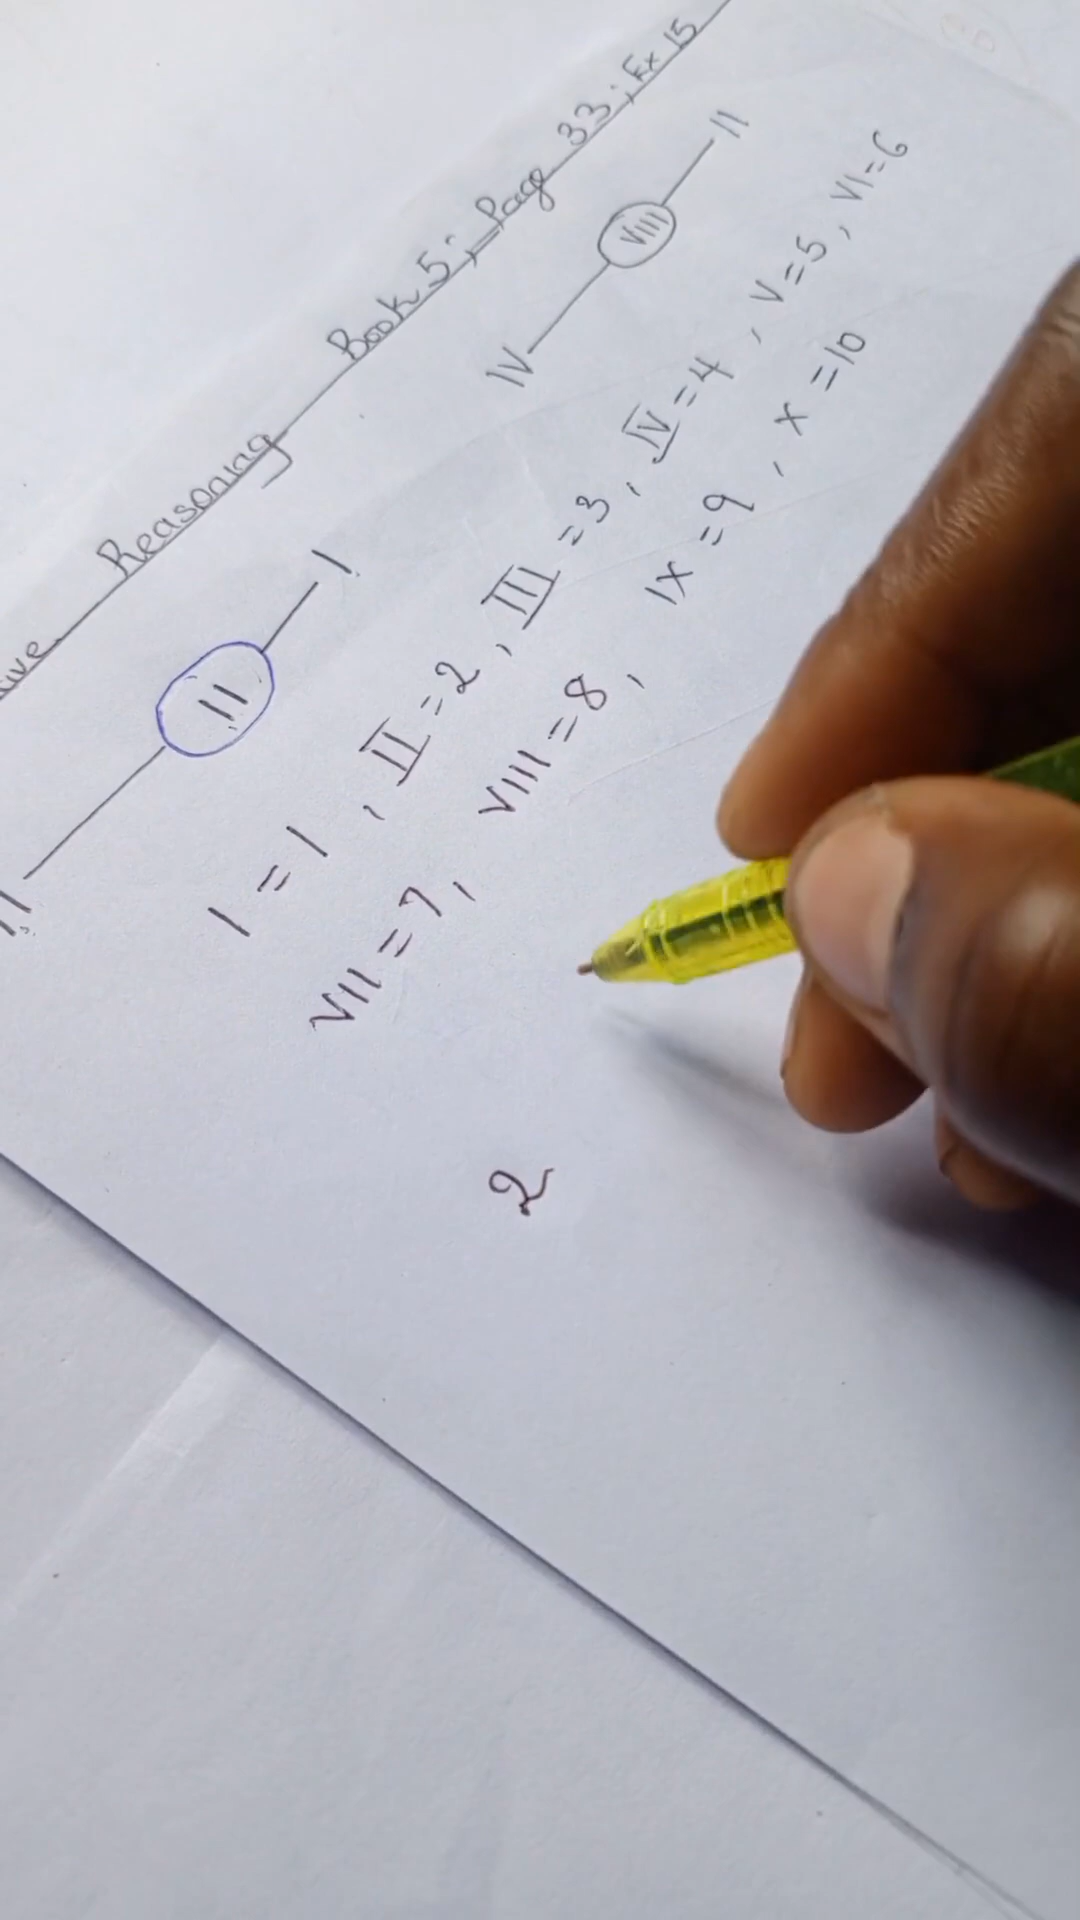 Reasoning Book 5; Page 33; Ex 15
II II I
IV VIII II
I = 1, II = 2, III = 3, IV = 4, V = 5, VI = 6
VII = 7, VIII = 8, IX = 9, X = 10
2